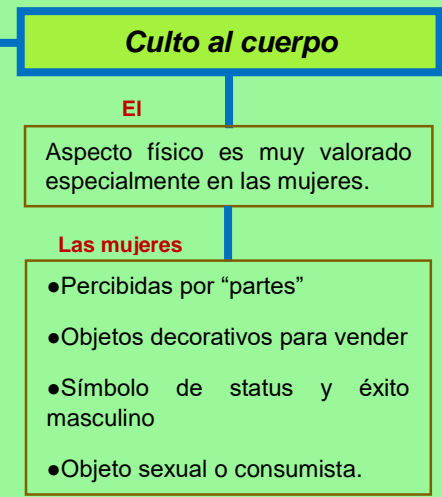 Culto al cuerpo
El
Aspecto físico es muy valorado
especialmente en las mujeres.
Las mujeres
●Percibidas por “partes”
●Objetos decorativos para vender
●Símbolo de status y éxito
masculino
●Objeto sexual o consumista.